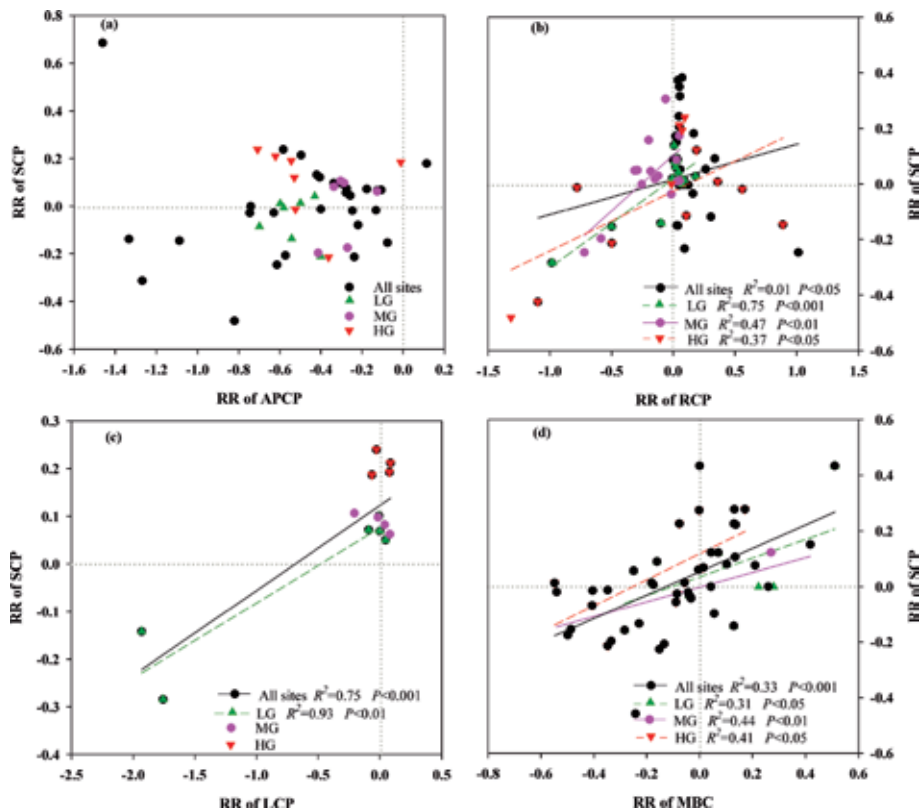 (a)
RR of SCP
0.8
0.6
0.4
0.2
0.0
-0.2
-0.4
-0.6
-1.6 -1.4 -1.2 -1.0 -0.8 -0.6 -0.4 -0.2 0.0 0.2
RR of APCP
All sites
LG
MG
HG
(b)
RR of SCP
0.6
0.4
0.2
0.0
-0.2
-0.4
-0.6
-1.5 -1.0 -0.5 0.0 0.5 1.0 1.5
RR of RCP
All sites R²=0.01 P<0.05
LG R²=0.75 P<0.001
MG R²=0.47 P<0.01
HG R²=0.37 P<0.05
(c)
RR of SCP
0.3
0.2
0.1
0.0
-0.1
-0.2
-0.3
-0.4
-2.5 -2.0 -1.5 -1.0 -0.5 0.0 0.5
RR of LCP
All sites R²=0.75 P<0.001
LG R²=0.93 P<0.01
MG
HG
(d)
RR of SCP
0.6
0.4
0.2
0.0
-0.2
-0.4
-0.6
-0.8 -0.6 -0.4 -0.2 0.0 0.2 0.4 0.6
RR of MBC
All sites R²=0.33 P<0.001
LG R²=0.31 P<0.05
MG R²=0.44 P<0.01
HG R²=0.41 P<0.05